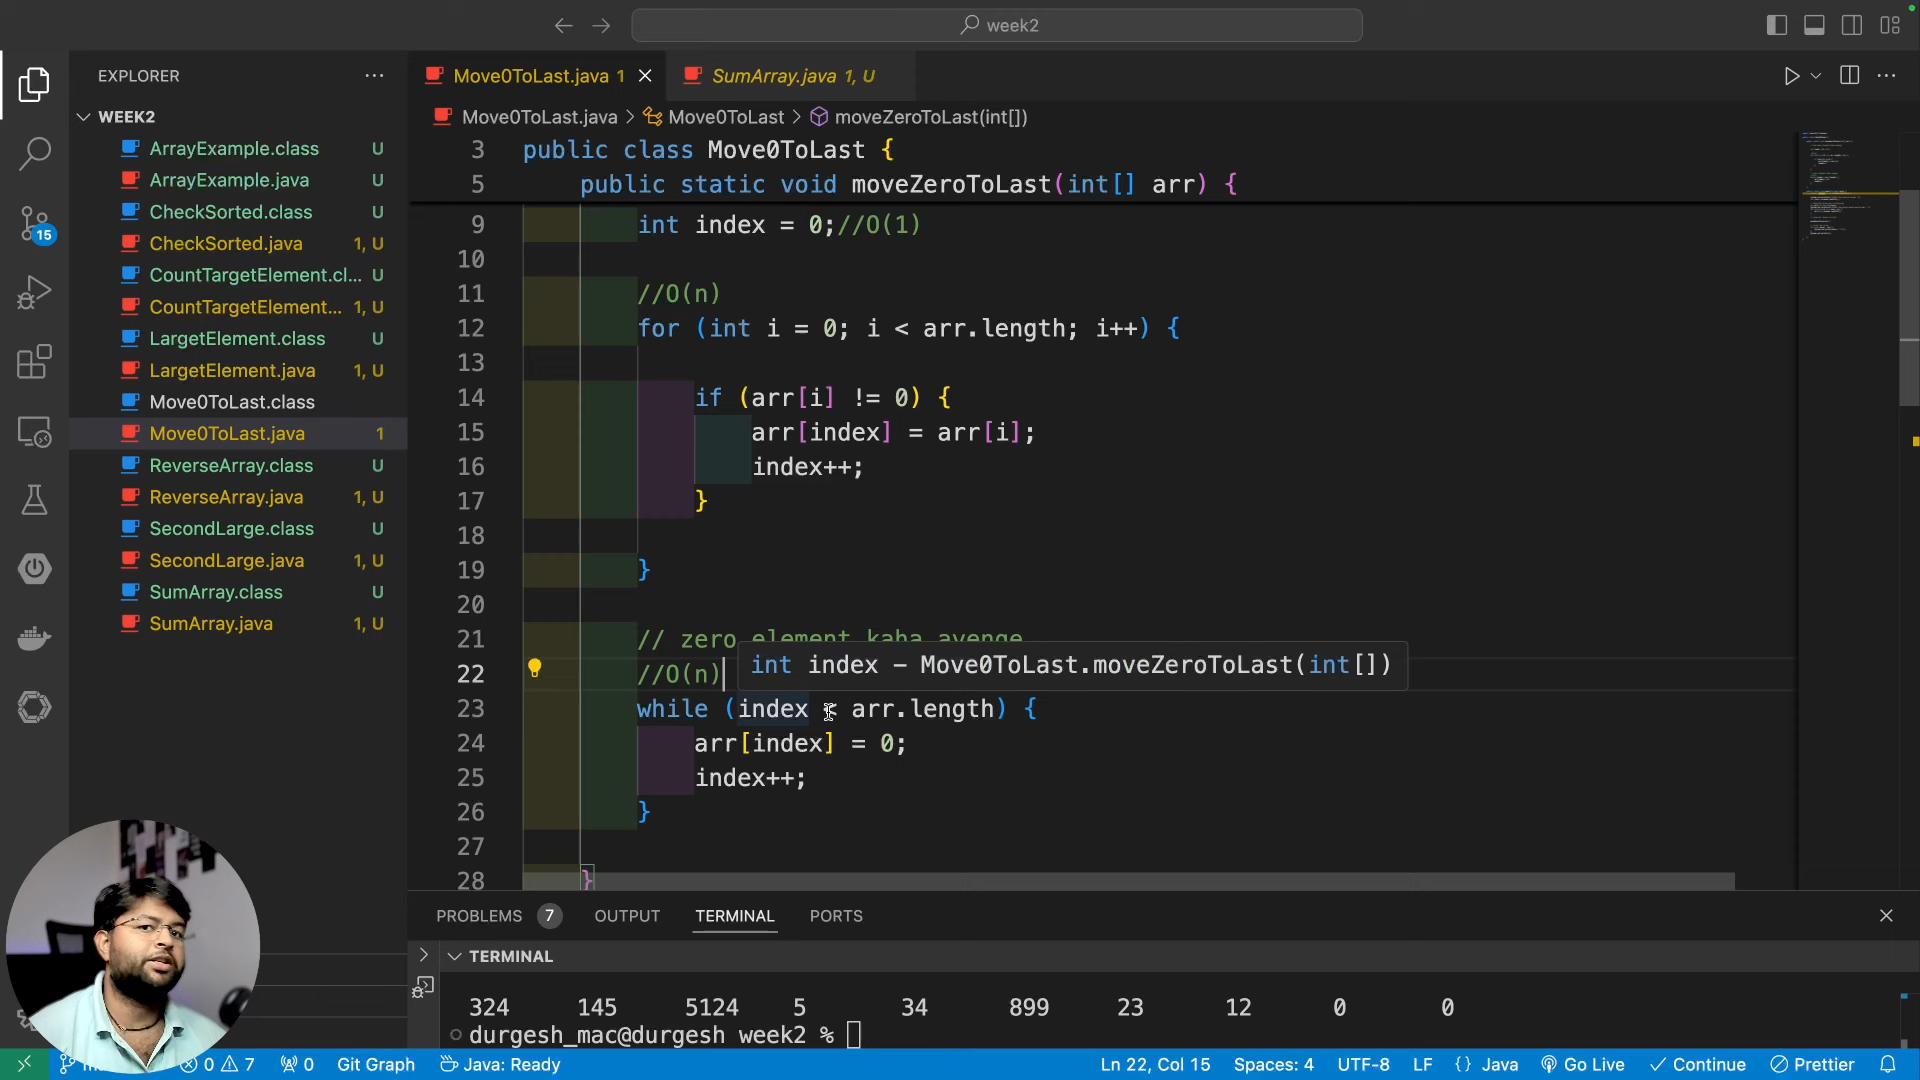 week2
EXPLORER
WEEK2
ArrayExample.class U
ArrayExample.java U
CheckSorted.class U
CheckSorted.java 1, U
CountTargetElement.cl... U
CountTargetElement... 1, U
LargetElement.class U
LargetElement.java 1, U
Move0ToLast.class
Move0ToLast.java 1
ReverseArray.class U
ReverseArray.java 1, U
SecondLarge.class U
SecondLarge.java 1, U
SumArray.class U
SumArray.java 1, U
15
Move0ToLast.java 1
SumArray.java 1, U
Move0ToLast.java > Move0ToLast > moveZeroToLast(int[])
3 public class Move0ToLast {
5 public static void moveZeroToLast(int[] arr) {
9 int index = 0;//O(1)
10
11 //O(n)
12 for (int i = 0; i < arr.length; i++) {
13
14 if (arr[i] != 0) {
15 arr[index] = arr[i];
16 index++;
17 }
18
19 }
20
21 // zero element kaha avenge
22 //O(n)
int index - Move0ToLast.moveZeroToLast(int[])
23 while (index < arr.length) {
24 arr[index] = 0;
25 index++;
26 }
27
28 }
PROBLEMS 7 OUTPUT TERMINAL PORTS
TERMINAL
324 145 5124 5 34 899 23 12 0 0
durgesh_mac@durgesh week2 %
0 7 0 Git Graph Java: Ready Ln 22, Col 15 Spaces: 4 UTF-8 LF {} Java Go Live Continue Prettier